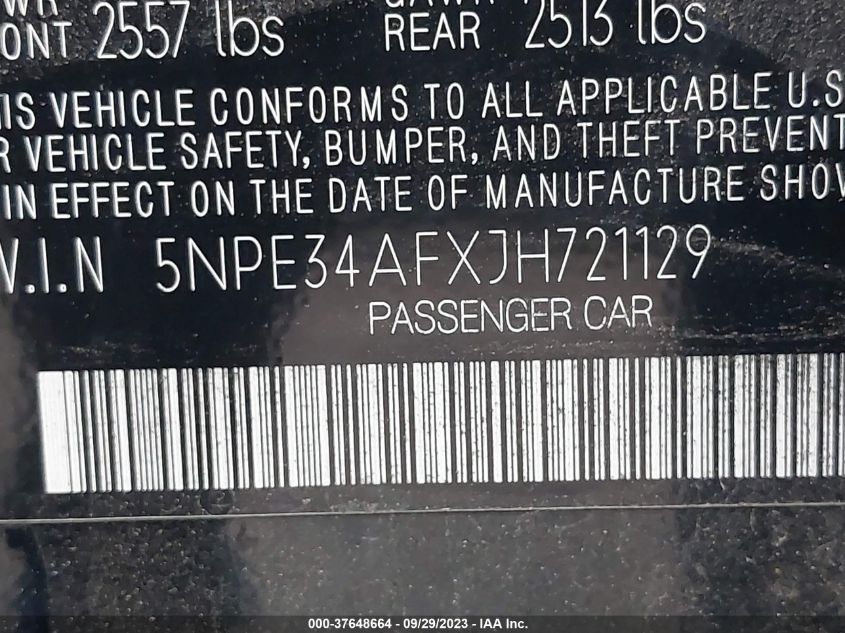 ONT 2557 lbs REAR 2513 lbs
IS VEHICLE CONFORMS TO ALL APPLICABLE U.S
R VEHICLE SAFETY, BUMPER, AND THEFT PREVENT
IN EFFECT ON THE DATE OF MANUFACTURE SHOW
V.I.N 5NPE34AFXJH721129
PASSENGER CAR
000-37648664 - 09/29/2023 - IAA Inc.